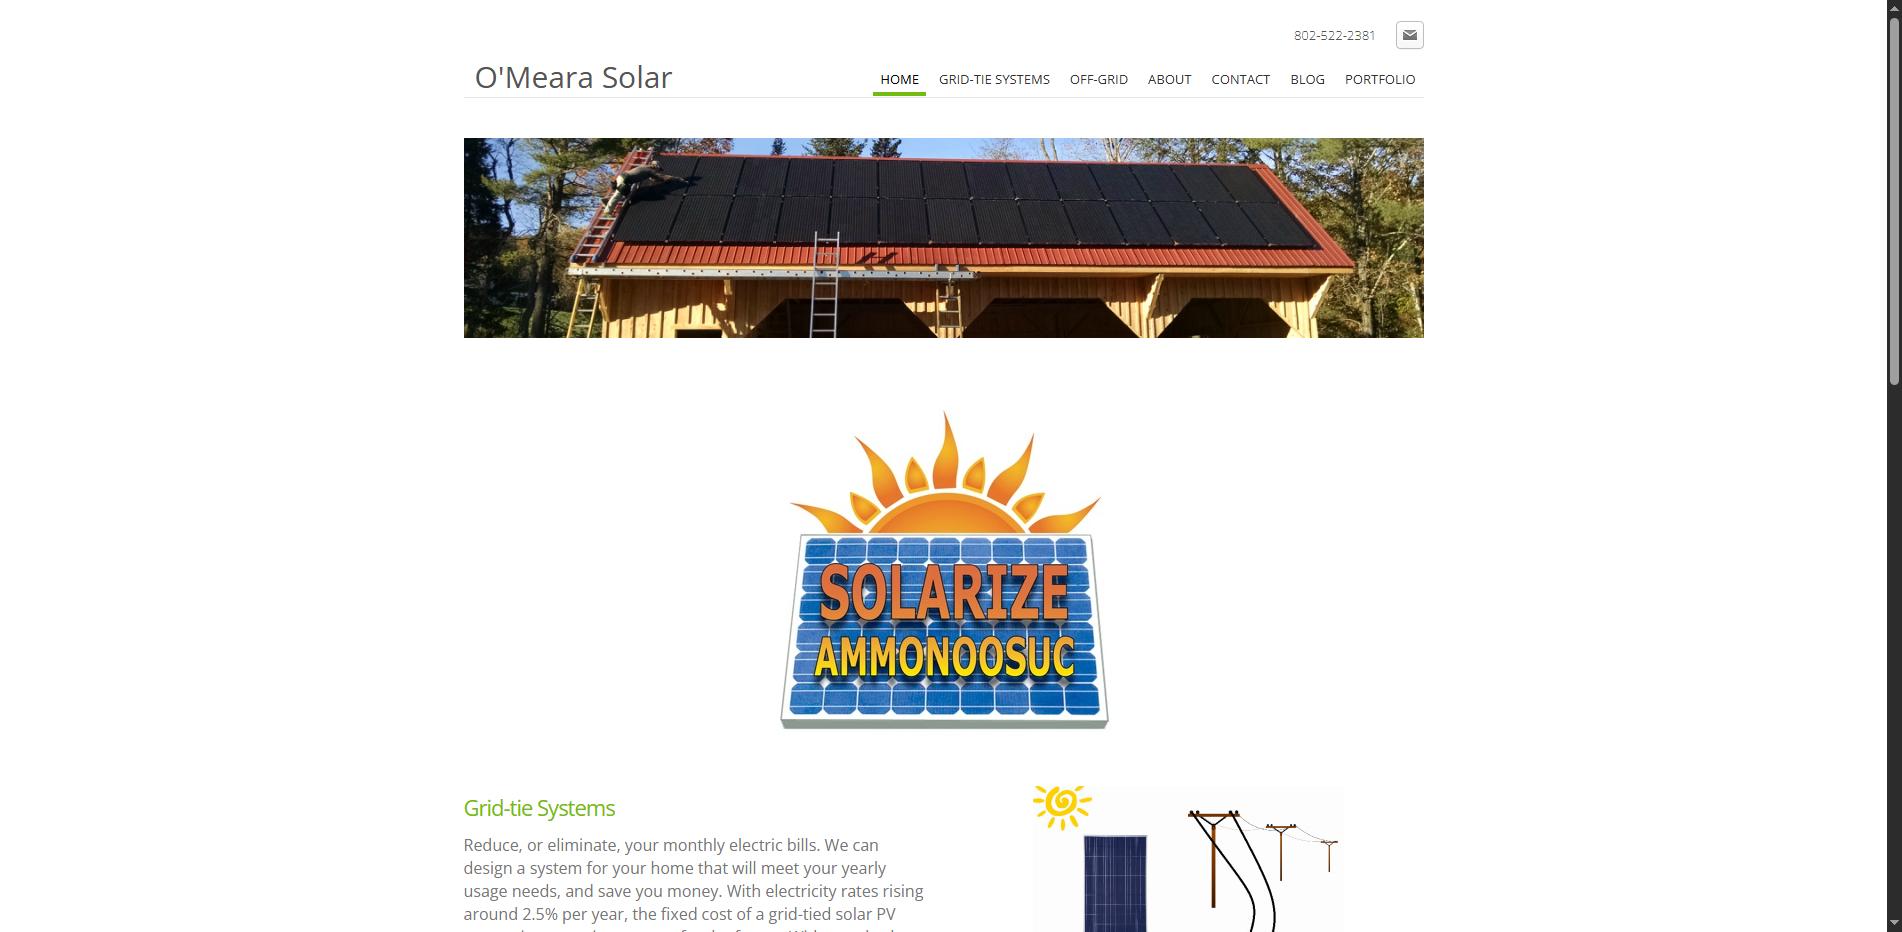 802-522-2381
O'Meara Solar
HOME GRID-TIE SYSTEMS OFF-GRID ABOUT CONTACT BLOG PORTFOLIO
SOLARIZE
AMMONOOSUC
Grid-tie Systems
Reduce, or eliminate, your monthly electric bills. We can
design a system for your home that will meet your yearly
usage needs, and save you money. With electricity rates rising
around 2.5% per year, the fixed cost of a grid-tied solar PV